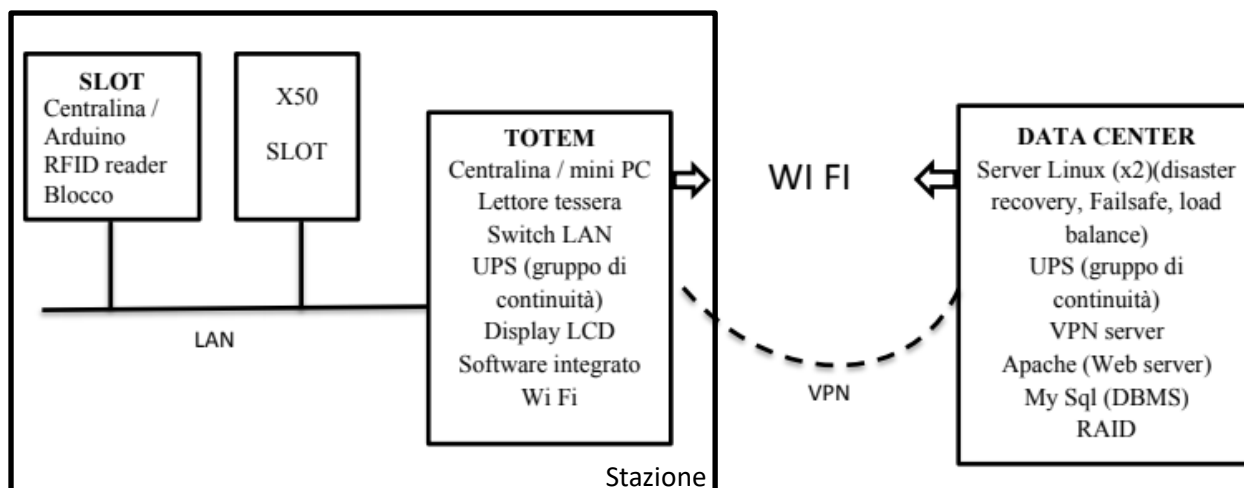 SLOT
Centralina /
Arduino
RFID reader
Blocco
X50
SLOT
LAN
TOTEM
Centralina / mini PC
Lettore tessera
Switch LAN
UPS (gruppo di
continuità)
Display LCD
Software integrato
Wi Fi
Stazione
WI FI
VPN
DATA CENTER
Server Linux (x2)(disaster
recovery, Failsafe, load
balance)
UPS (gruppo di
continuità)
VPN server
Apache (Web server)
My Sql (DBMS)
RAID